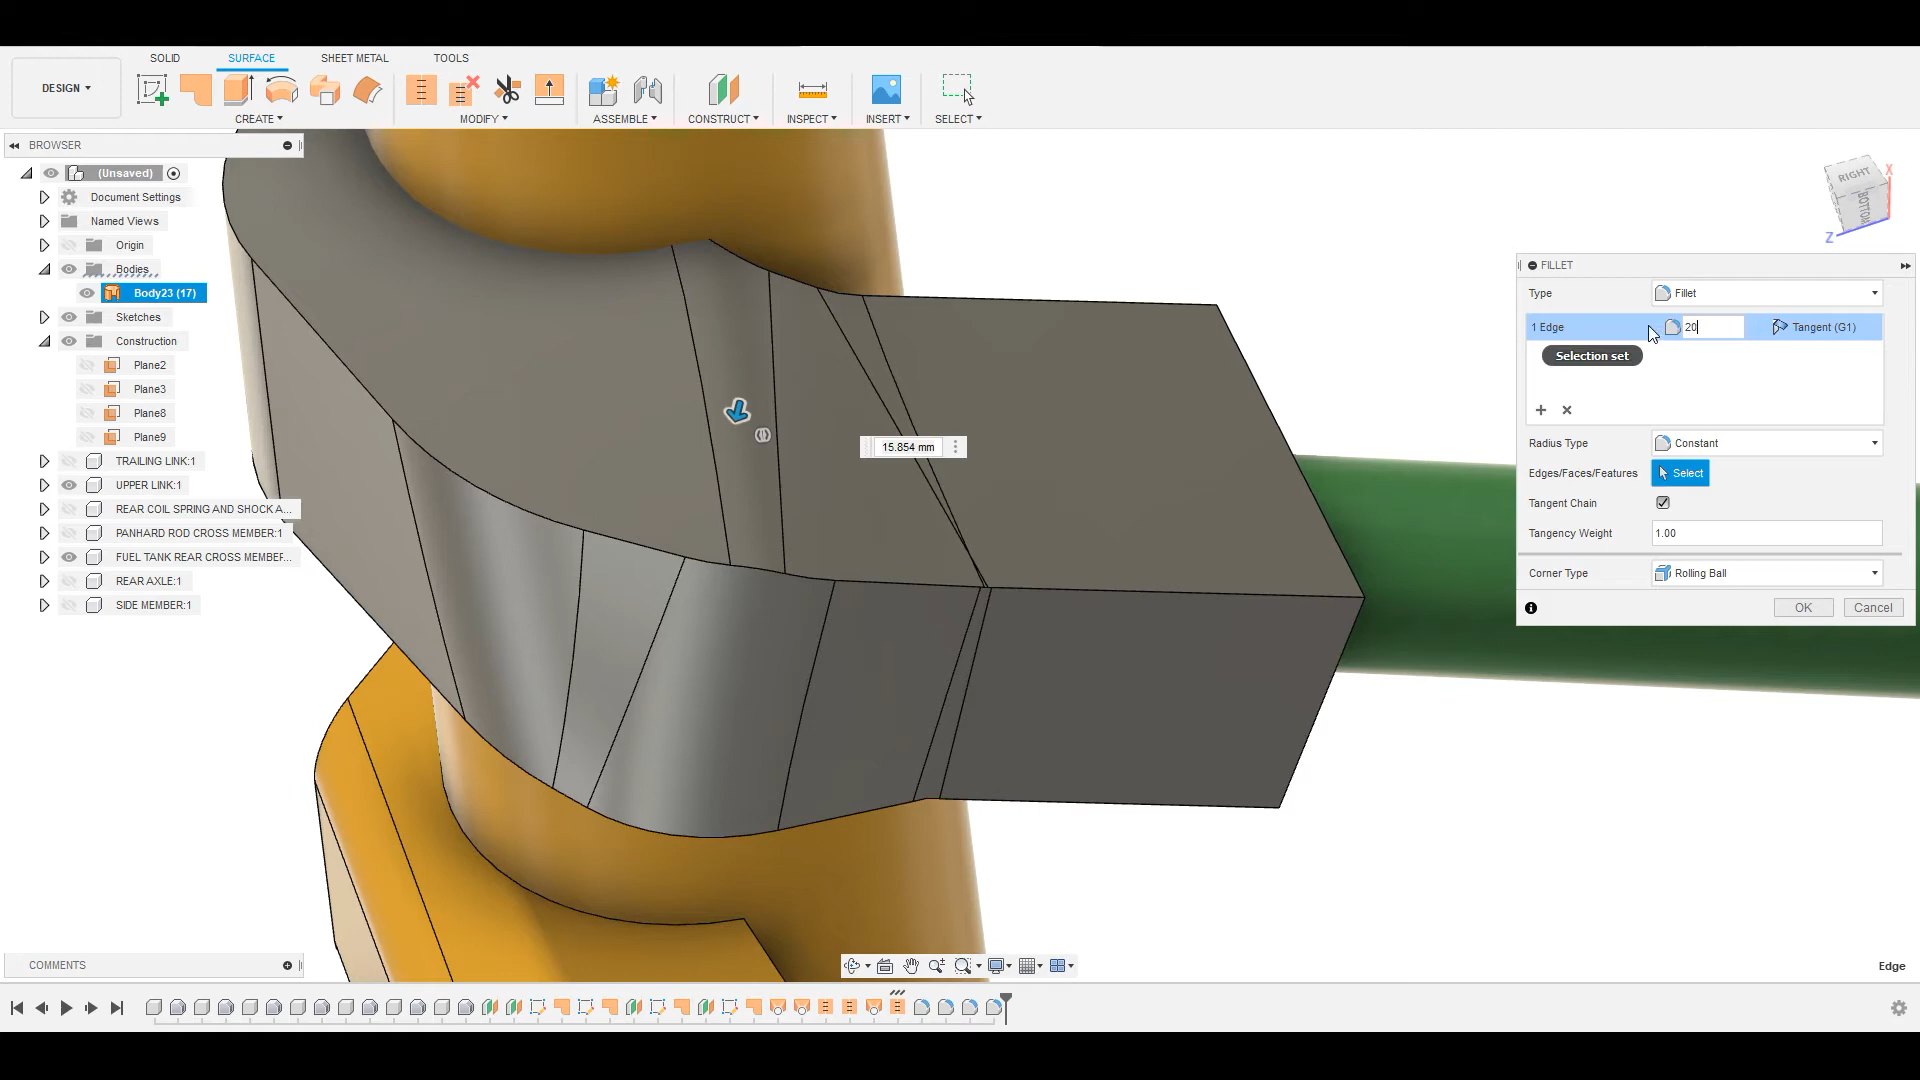 SOLID SURFACE SHEET METAL TOOLS
DESIGN
CREATE MODIFY ASSEMBLE CONSTRUCT INSPECT INSERT SELECT
BROWSER
(Unsaved)
Document Settings
Named Views
Origin
Bodies
Body23 (17)
Sketches
Construction
Plane2
Plane3
Plane8
Plane9
TRAILING LINK:1
UPPER LINK:1
REAR COIL SPRING AND SHOCK A...
PANHARD ROD CROSS MEMBER:1
FUEL TANK REAR CROSS MEMBER...
REAR AXLE:1
SIDE MEMBER:1
15.854 mm
RIGHT
BOTTOM
X
Z
FILLET
Type Fillet
1 Edge 20 Tangent (G1)
Selection set
Radius Type Constant
Edges/Faces/Features Select
Tangent Chain
Tangency Weight 1.00
Corner Type Rolling Ball
OK Cancel
COMMENTS
Edge